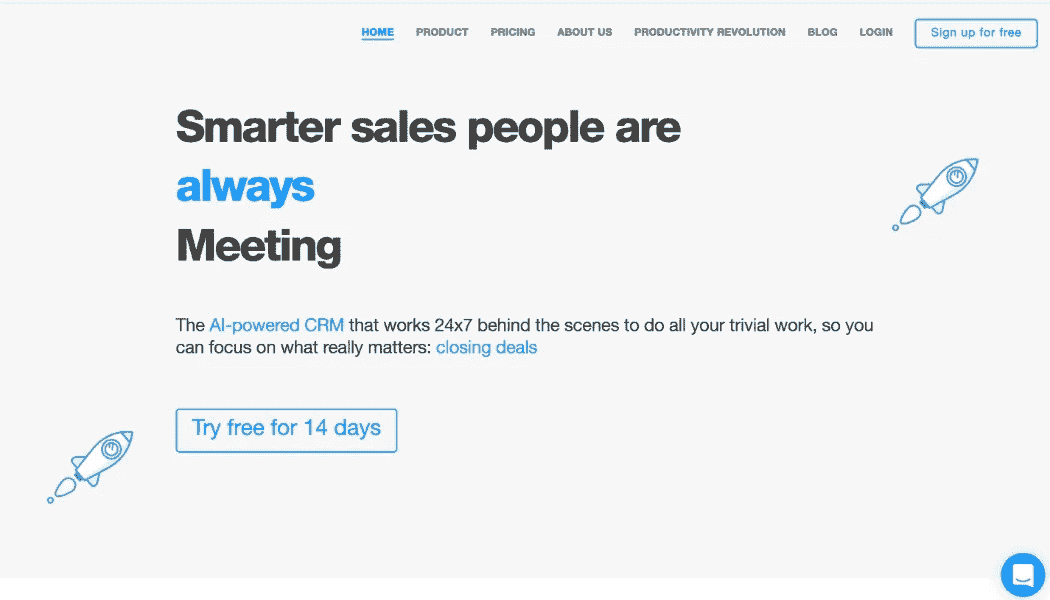 HOME PRODUCT PRICING ABOUT US PRODUCTIVITY REVOLUTION BLOG LOGIN Sign up for free
Smarter sales people are
always
Meeting
The AI-powered CRM that works 24x7 behind the scenes to do all your trivial work, so you
can focus on what really matters: closing deals
Try free for 14 days